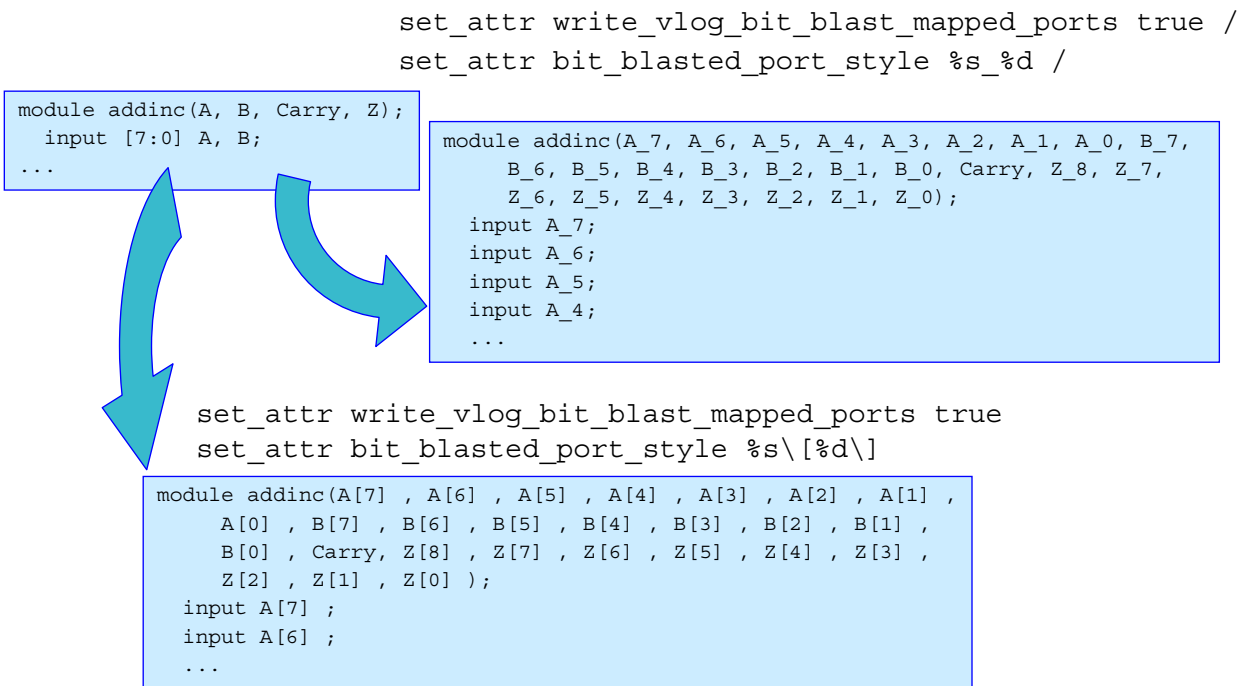 set_attr write_vlog_bit_blast_mapped_ports true /
set_attr bit_blasted_port_style %s_%d /
module addinc(A, B, Carry, Z);
input [7:0] A, B;
...
module addinc(A_7, A_6, A_5, A_4, A_3, A_2, A_1, A_0, B_7,
B_6, B_5, B_4, B_3, B_2, B_1, B_0, Carry, Z_8, Z_7,
Z_6, Z_5, Z_4, Z_3, Z_2, Z_1, Z_0);
input A_7;
input A_6;
input A_5;
input A_4;
...
set_attr write_vlog_bit_blast_mapped_ports true
set_attr bit_blasted_port_style %s\[%d\]
module addinc(A[7] , A[6] , A[5] , A[4] , A[3] , A[2] , A[1] ,
A[0] , B[7] , B[6] , B[5] , B[4] , B[3] , B[2] , B[1] ,
B[0] , Carry, Z[8] , Z[7] , Z[6] , Z[5] , Z[4] , Z[3] ,
Z[2] , Z[1] , Z[0] );
input A[7] ;
input A[6] ;
...